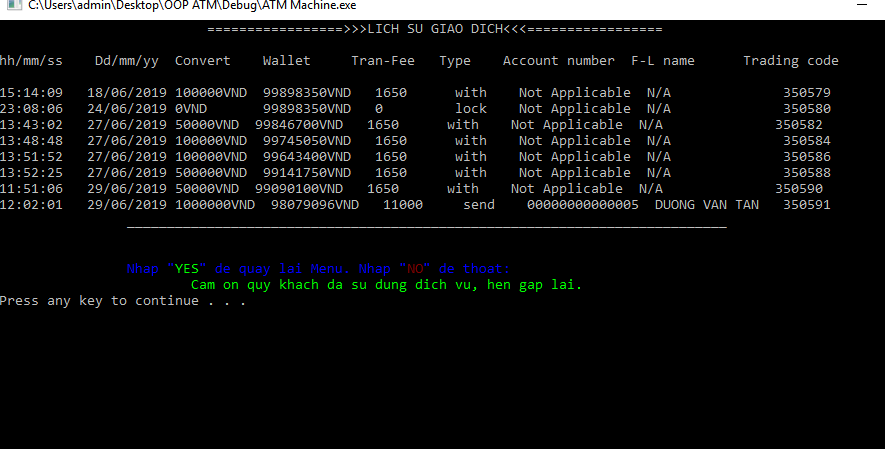 C:\Users\admin\Desktop\OOP ATM\Debug\ATM Machine.exe
=================>>>LICH SU GIAO DICH<<<=================
hh/mm/ss Dd/mm/yy Convert Wallet Tran-Fee Type Account number F-L name Trading code
15:14:09 18/06/2019 100000VND 99898350VND 1650 with Not Applicable N/A 350579
23:08:06 24/06/2019 0VND 99898350VND 0 lock Not Applicable N/A 350580
13:43:02 27/06/2019 50000VND 99846700VND 1650 with Not Applicable N/A 350582
13:48:48 27/06/2019 100000VND 99745050VND 1650 with Not Applicable N/A 350584
13:51:52 27/06/2019 100000VND 99643400VND 1650 with Not Applicable N/A 350586
13:52:25 27/06/2019 500000VND 99141750VND 1650 with Not Applicable N/A 350588
11:51:06 29/06/2019 50000VND 99090100VND 1650 with Not Applicable N/A 350590
12:02:01 29/06/2019 1000000VND 98079096VND 11000 send 00000000000005 DUONG VAN TAN 350591
Nhap "YES" de quay lai Menu. Nhap "NO" de thoat:
Cam on quy khach da su dung dich vu, hen gap lai.
Press any key to continue . . .